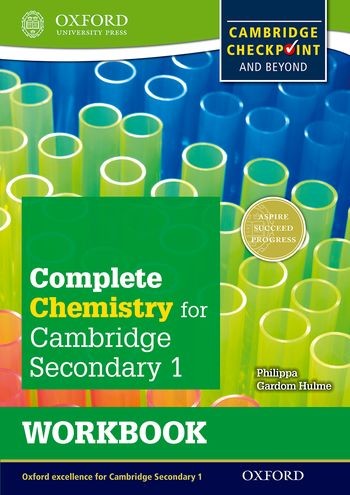 OXFORD
UNIVERSITY PRESS
CAMBRIDGE
CHECKPOINT
AND BEYOND
ASPIRE
SUCCEED
PROGRESS
Complete
Chemistry for
Cambridge
Secondary 1
Philippa
Gardom Hulme
WORKBOOK
Oxford excellence for Cambridge Secondary 1
OXFORD